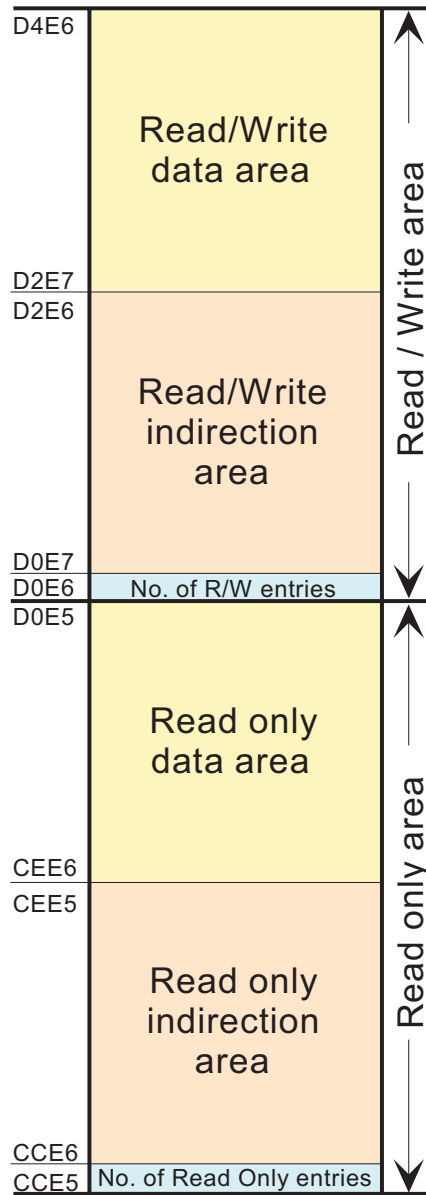 D4E6
Read/Write
data area
D2E7
D2E6
Read/Write
indirection
area
D0E7
D0E6
No. of R/W entries
Read / Write area
D0E5
Read only
data area
CEE6
CEE5
Read only
indirection
area
CCE6
CCE5
No. of Read Only entries
Read only area